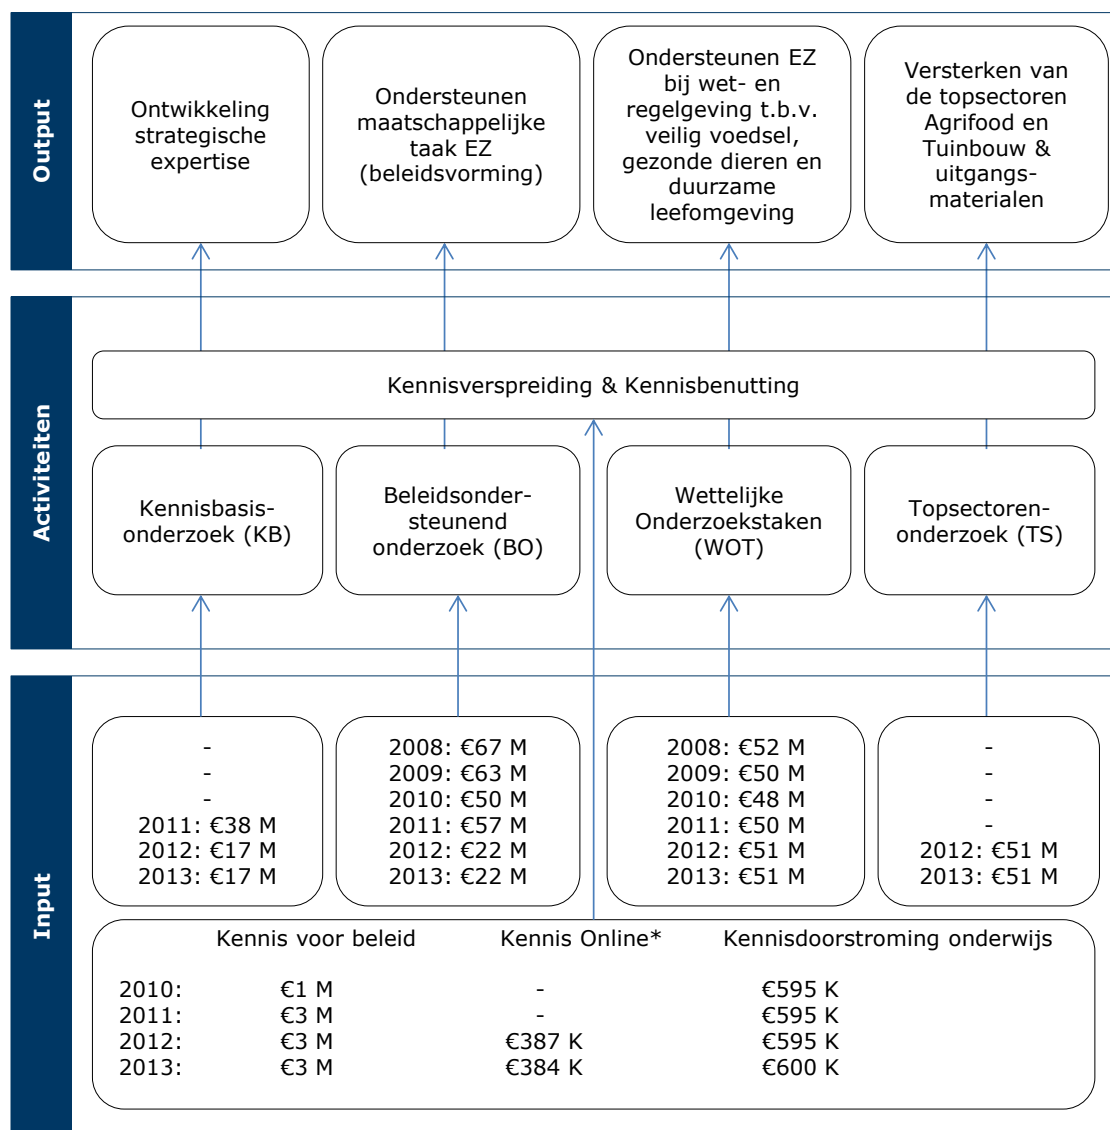 Output
Ontwikkeling
strategische
expertise
Ondersteunen
maatschappelijke
taak EZ
(beleidsvorming)
Ondersteunen EZ
bij wet- en
regelgeving t.b.v.
veilig voedsel,
gezonde dieren en
duurzame
leefomgeving
Versterken van
de topsectoren
Agrifood en
Tuinbouw &
uitgangs-
materialen
Activiteiten
Kennisverspreiding & Kennisbenutting
Kennisbasis-
onderzoek (KB)
Beleidsonder-
steunend
onderzoek (BO)
Wettelijke
Onderzoekstaken
(WOT)
Topsectoren-
onderzoek (TS)
Input
-
-
-
2011: €38 M
2012: €17 M
2013: €17 M
2008: €67 M
2009: €63 M
2010: €50 M
2011: €57 M
2012: €22 M
2013: €22 M
2008: €52 M
2009: €50 M
2010: €48 M
2011: €50 M
2012: €51 M
2013: €51 M
-
-
-
-
2012: €51 M
2013: €51 M
Kennis voor beleid Kennis Online* Kennisdoorstroming onderwijs
2010: €1 M - €595 K
2011: €3 M - €595 K
2012: €3 M €387 K €595 K
2013: €3 M €384 K €600 K